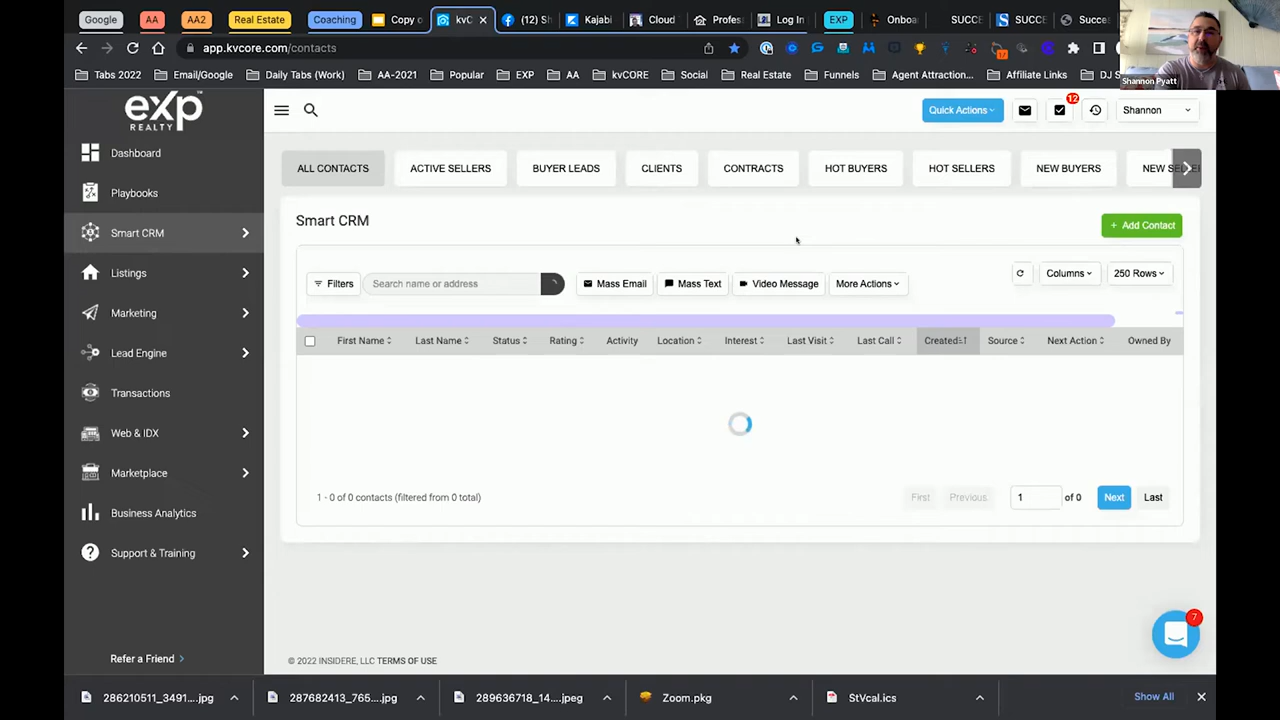 Google AA AA2 Real Estate Coaching Copy o kvC (12) Sh Kajabi Cloud Profes Log In EXP Onboa SUCCE SUCCE Succe
app.kvcore.com/contacts
Tabs 2022 Email/Google Daily Tabs (Work) AA-2021 Popular EXP AA kvCORE Social Real Estate Funnels Agent Attraction... Affiliate Links DJ S
Shannon Pyatt
exp
REALTY
Quick Actions 12 Shannon
Dashboard
Playbooks
Smart CRM
Listings
Marketing
Lead Engine
Transactions
Web & IDX
Marketplace
Business Analytics
Support & Training
Refer a Friend >
ALL CONTACTS ACTIVE SELLERS BUYER LEADS CLIENTS CONTRACTS HOT BUYERS HOT SELLERS NEW BUYERS
Smart CRM
+ Add Contact
Filters Search name or address Mass Email Mass Text Video Message More Actions Columns 250 Rows
First Name Last Name Status Rating Activity Location Interest Last Visit Last Call Created Source Next Action Owned By
1 - 0 of 0 contacts (filtered from 0 total)
First Previous 1 of 0 Next Last
7
© 2022 INSIDERE, LLC TERMS OF USE
286210511_3491....jpg 287682413_765....jpg 289636718_14....jpeg Zoom.pkg StVcal.ics Show All